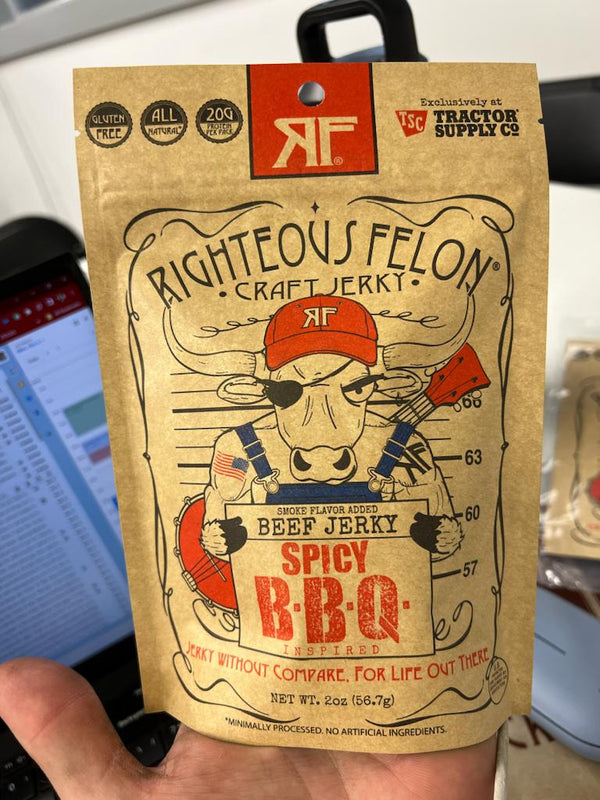 GLUTEN
FREE
ALL
NATURAL*
20G
PROTEIN
PER PACK
RF®
Exclusively at
TSC TRACTOR
SUPPLY CO
RIGHTEOUS FELON®
• CRAFT JERKY •
RF
66
63
60
57
SMOKE FLAVOR ADDED
BEEF JERKY
SPICY
B•B•Q•
INSPIRED
JERKY WITHOUT COMPARE, FOR LIFE OUT THERE
NET WT. 2oz (56.7g)
*MINIMALLY PROCESSED. NO ARTIFICIAL INGREDIENTS.